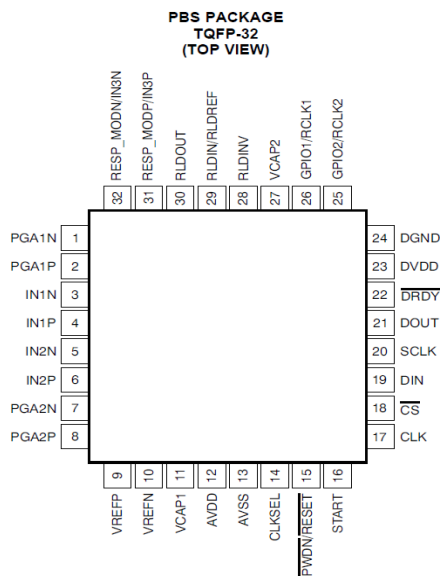 PBS PACKAGE
TQFP-32
(TOP VIEW)
RESP_MODN/IN3N
RESP_MODP/IN3P
RLDOUT
RLDIN/RLDREF
RLDINV
VCAP2
GPIO1/RCLK1
GPIO2/RCLK2
32 31 30 29 28 27 26 25
PGA1N 1
PGA1P 2
IN1N 3
IN1P 4
IN2N 5
IN2P 6
PGA2N 7
PGA2P 8
24 DGND
23 DVDD
22 DRDY
21 DOUT
20 SCLK
19 DIN
18 CS
17 CLK
9 10 11 12 13 14 15 16
VREFP
VREFN
VCAP1
AVDD
AVSS
CLKSEL
PWDN/RESET
START